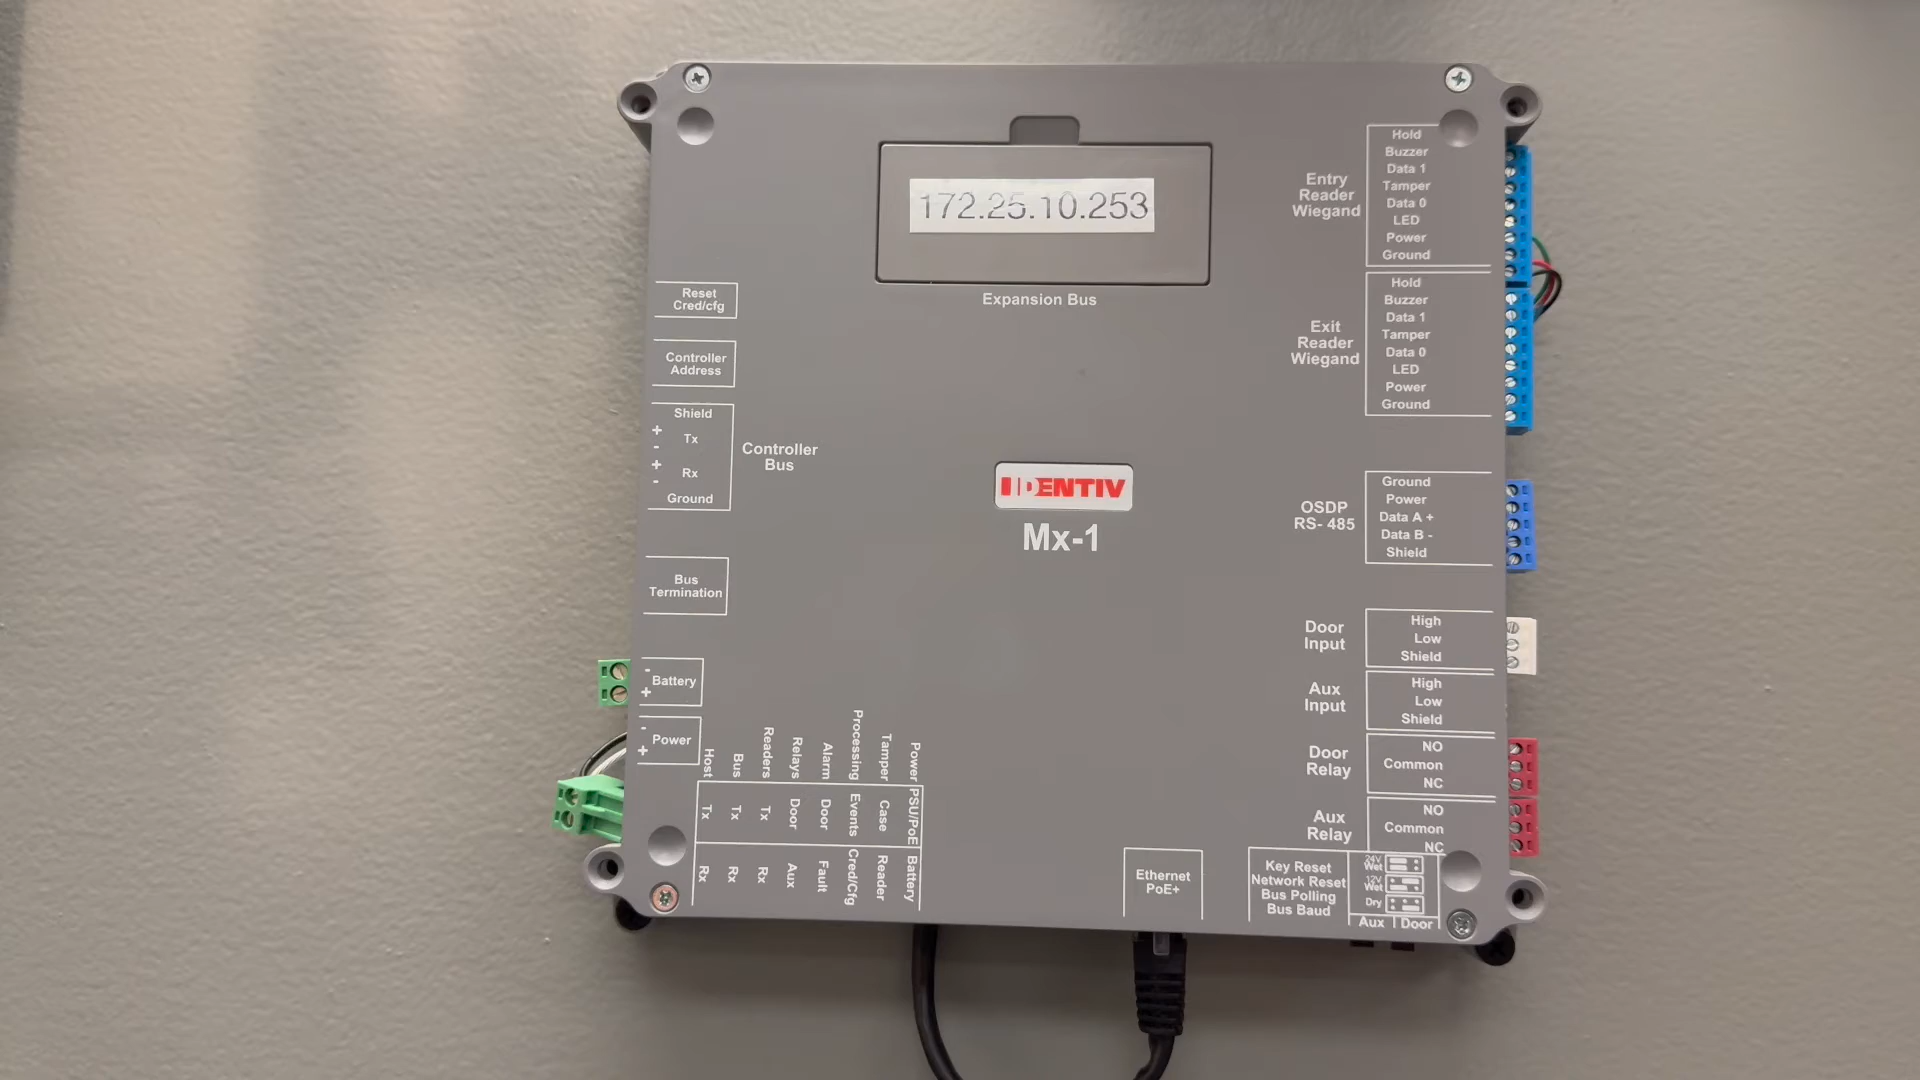 172.25.10.253
Expansion Bus
Reset
Cred/cfg
Controller
Address
Shield
+
Tx
-
+
Rx
-
Ground
Controller
Bus
Bus
Termination
-
Battery
+
-
Power
+
Host
Bus
Readers
Relays
Alarm
Processing
Tamper
Power
Tx
Tx
Tx
Door
Door
Events
Case
PSU/PoE
Rx
Rx
Rx
Aux
Fault
Cred/Cfg
Reader
Battery
IDENTIV
Mx-1
Entry
Reader
Wiegand
Hold
Buzzer
Data 1
Tamper
Data 0
LED
Power
Ground
Exit
Reader
Wiegand
Hold
Buzzer
Data 1
Tamper
Data 0
LED
Power
Ground
OSDP
RS- 485
Ground
Power
Data A +
Data B -
Shield
Door
Input
High
Low
Shield
Aux
Input
High
Low
Shield
Door
Relay
NO
Common
NC
Aux
Relay
NO
Common
NC
Ethernet
PoE+
Key Reset
Network Reset
Bus Polling
Bus Baud
24V
Wet
12V
Wet
Dry
Aux | Door